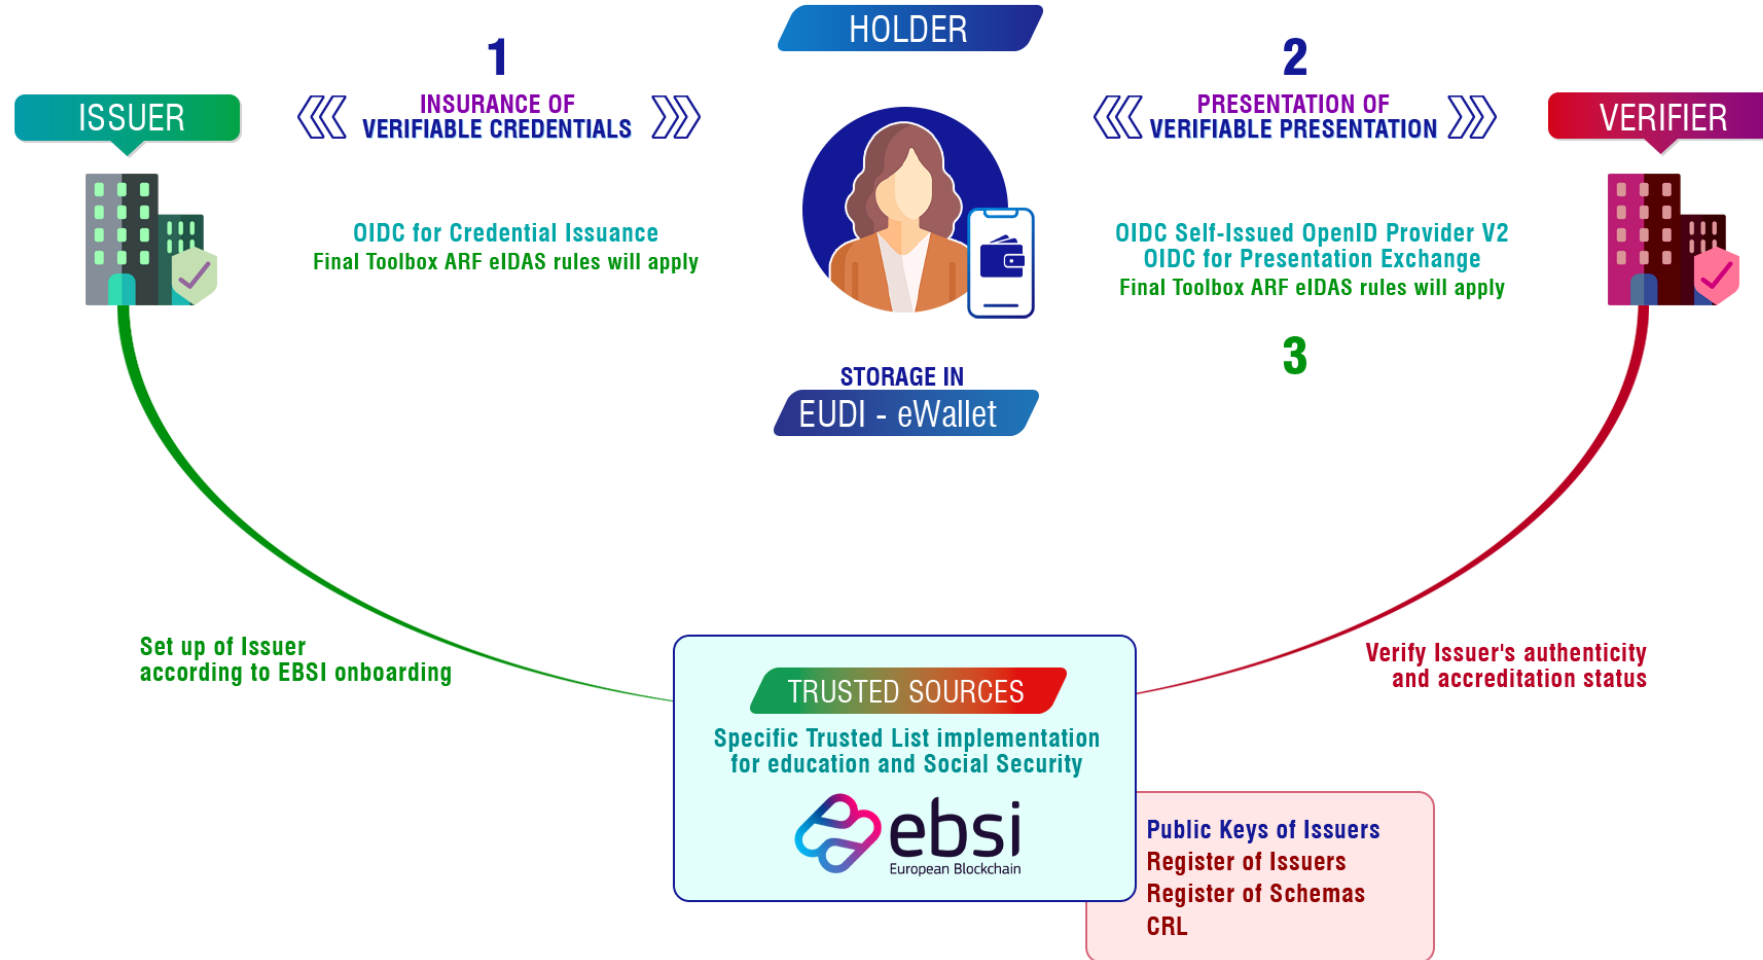 HOLDER
1
2
ISSUER
INSURANCE OF
VERIFIABLE CREDENTIALS
PRESENTATION OF
VERIFIABLE PRESENTATION
VERIFIER
OIDC for Credential Issuance
Final Toolbox ARF eIDAS rules will apply
OIDC Self-Issued OpenID Provider V2
OIDC for Presentation Exchange
Final Toolbox ARF eIDAS rules will apply
3
STORAGE IN
EUDI - eWallet
Set up of Issuer
according to EBSI onboarding
Verify Issuer's authenticity
and accreditation status
TRUSTED SOURCES
Specific Trusted List implementation
for education and Social Security
ebsi
European Blockchain
Public Keys of Issuers
Register of Issuers
Register of Schemas
CRL